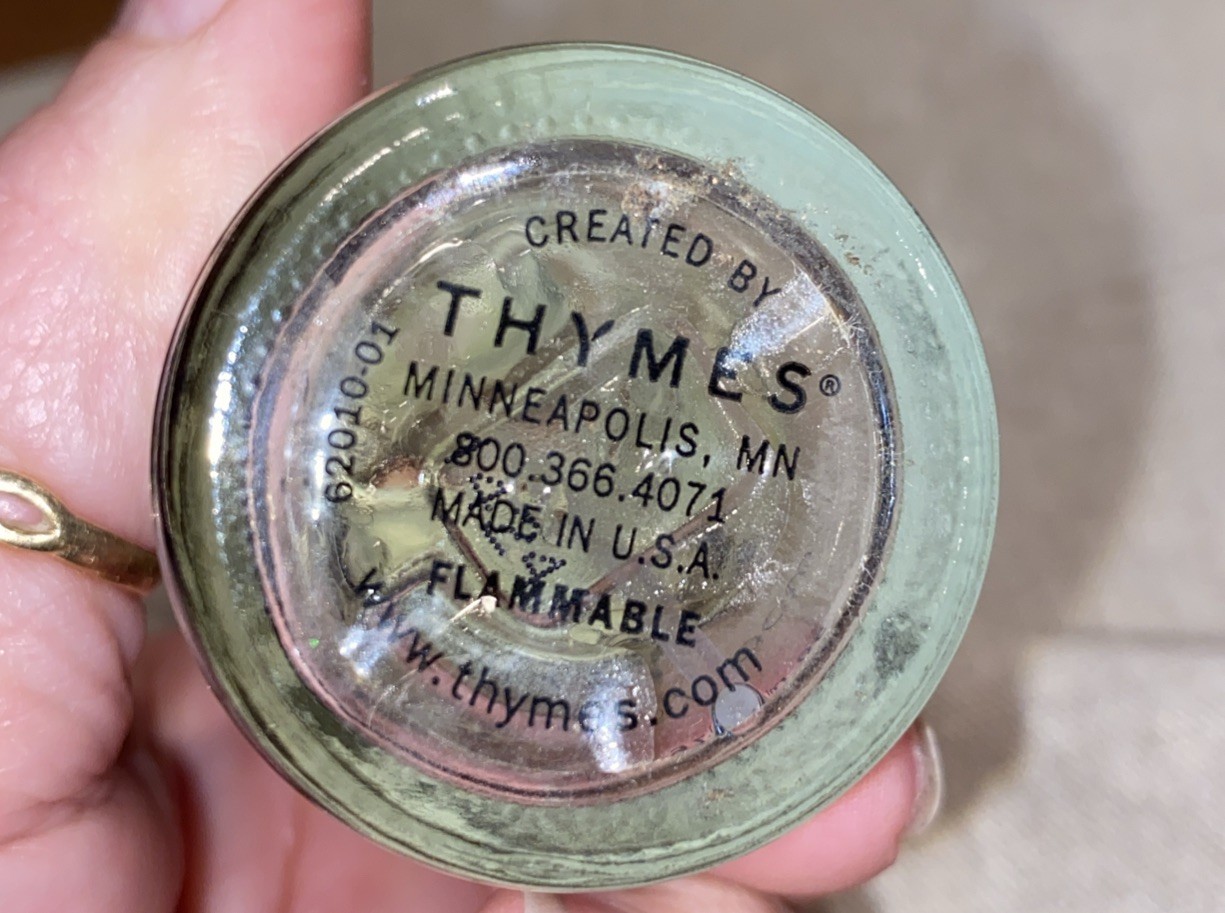 CREATED BY
THYMES®
MINNEAPOLIS, MN
800.366.4071
MADE IN U.S.A.
FLAMMABLE
www.thymes.com
62010-01